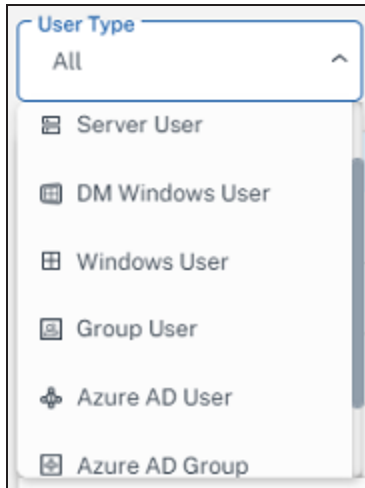 User Type
All
Server User
DM Windows User
Windows User
Group User
Azure AD User
Azure AD Group